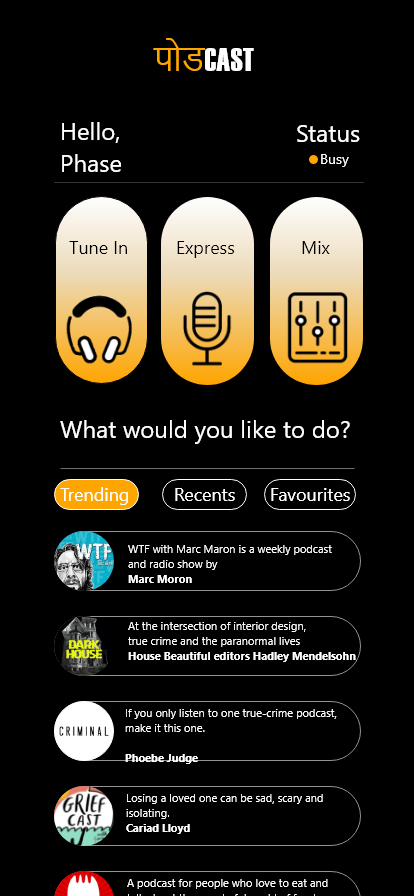 पोडCAST
Hello,
Phase
Status
Busy
Tune In
Express
Mix
What would you like to do?
Trending
Recents
Favourites
WTF
WTF with Marc Maron is a weekly podcast
and radio show by
Marc Moron
DARK
HOUSE
At the intersection of interior design,
true crime and the paranormal lives
House Beautiful editors Hadley Mendelsohn
CRIMINAL
If you only listen to one true-crime podcast,
make it this one.
Phoebe Judge
GRIEF
CAST
Losing a loved one can be sad, scary and
isolating.
Cariad Lloyd
A podcast for people who love to eat and